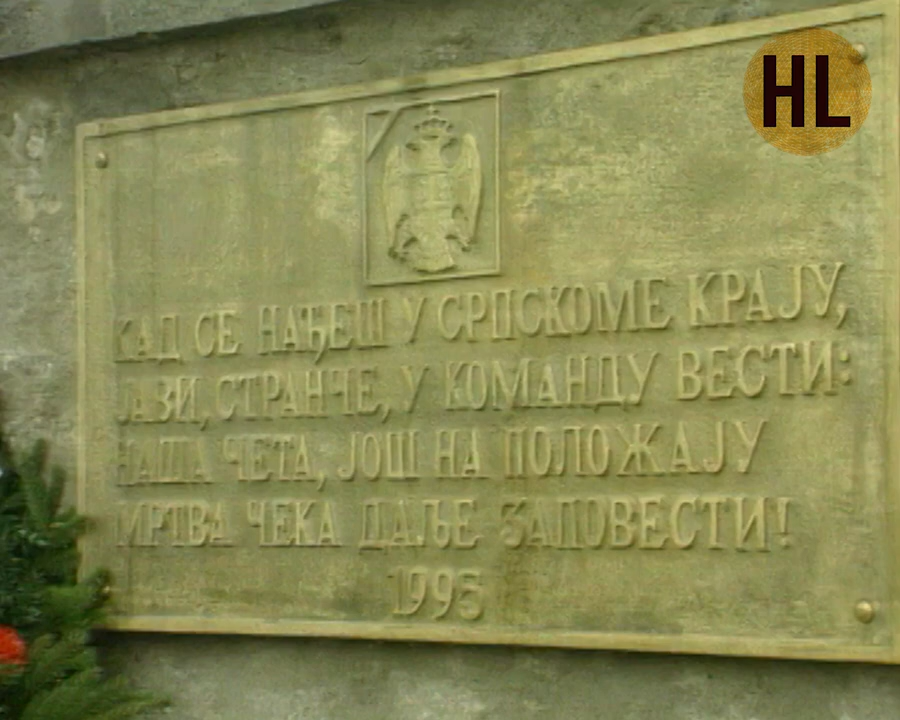 HL
КАД СЕ НАЂЕШ У СРПСКОМЕ КРАЈУ,
ЈАВИ, СТРАНЧЕ, У КОМАНДУ ВЕСТИ:
НАША ЧЕТА, ЈОШ НА ПОЛОЖАЈУ
МРТВА ЧЕКА ДАЉЕ ЗАПОВЕСТИ!
1995